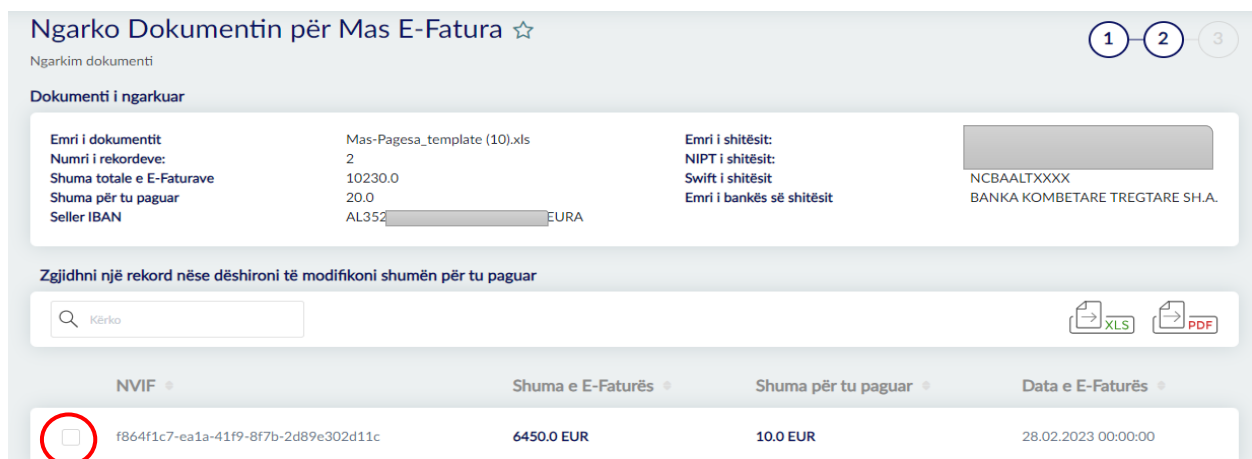 Ngarko Dokumentin për Mas E-Fatura
1 2 3
Ngarkim dokumenti
Dokumenti i ngarkuar
Emri i dokumentit Mas-Pagesa_template (10).xls Emri i shitësit:
Numri i rekordeve: 2 NIPT i shitësit:
Shuma totale e E-Faturave 10230.0 Swift i shitësit NCBAALTXXXX
Shuma për tu paguar 20.0 Emri i bankës së shitësit BANKA KOMBETARE TREGTARE SH.A.
Seller IBAN AL352 EURA
Zgjidhni një rekord nëse dëshironi të modifikoni shumën për tu paguar
Kërko XLS PDF
NVIF Shuma e E-Faturës Shuma për tu paguar Data e E-Faturës
f864f1c7-ea1a-41f9-8f7b-2d89e302d11c 6450.0 EUR 10.0 EUR 28.02.2023 00:00:00